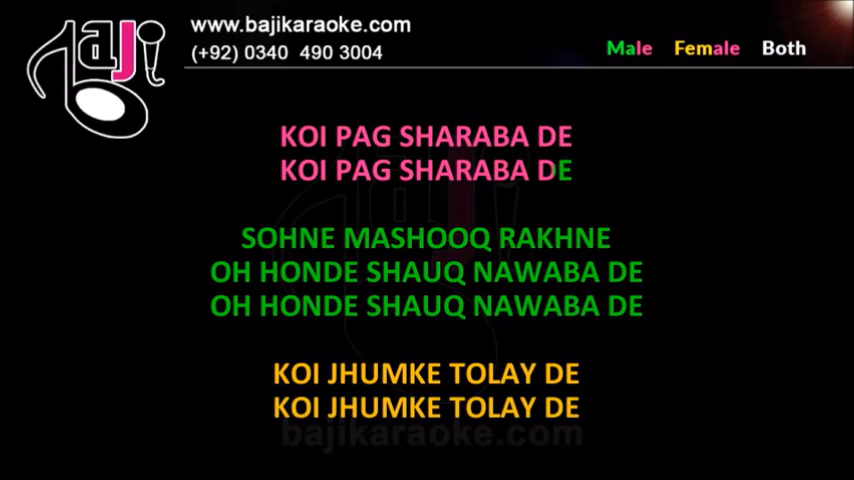 www.bajikaraoke.com
(+92) 0340 490 3004
baji
Male Female Both
KOI PAG SHARABA DE
KOI PAG SHARABA DE
SOHNE MASHOOQ RAKHNE
OH HONDE SHAUQ NAWABA DE
OH HONDE SHAUQ NAWABA DE
KOI JHUMKE TOLAY DE
KOI JHUMKE TOLAY DE
bajikaraoke.com